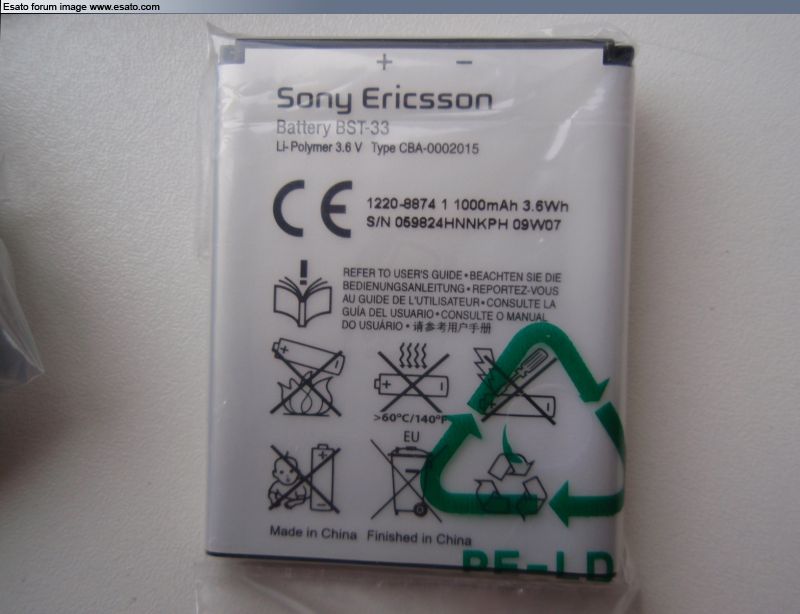 Esato forum image www.esato.com
+ −
Sony Ericsson
Battery BST-33
Li-Polymer 3.6 V Type CBA-0002015
CE
1220-8874 1 1000mAh 3.6Wh
S/N 059824HNNKPH 09W07
REFER TO USER'S GUIDE • BEACHTEN SIE DIE
BEDIENUNGSANLEITUNG • REPORTEZ-VOUS
AU GUIDE DE L'UTILISATEUR • CONSULTE LA
GUÍA DEL USUARIO • CONSULTE O MANUAL
DO USUÁRIO • 请参考用户手册
>60°C/140°F
EU
Made in China Finished in China
PE-LD